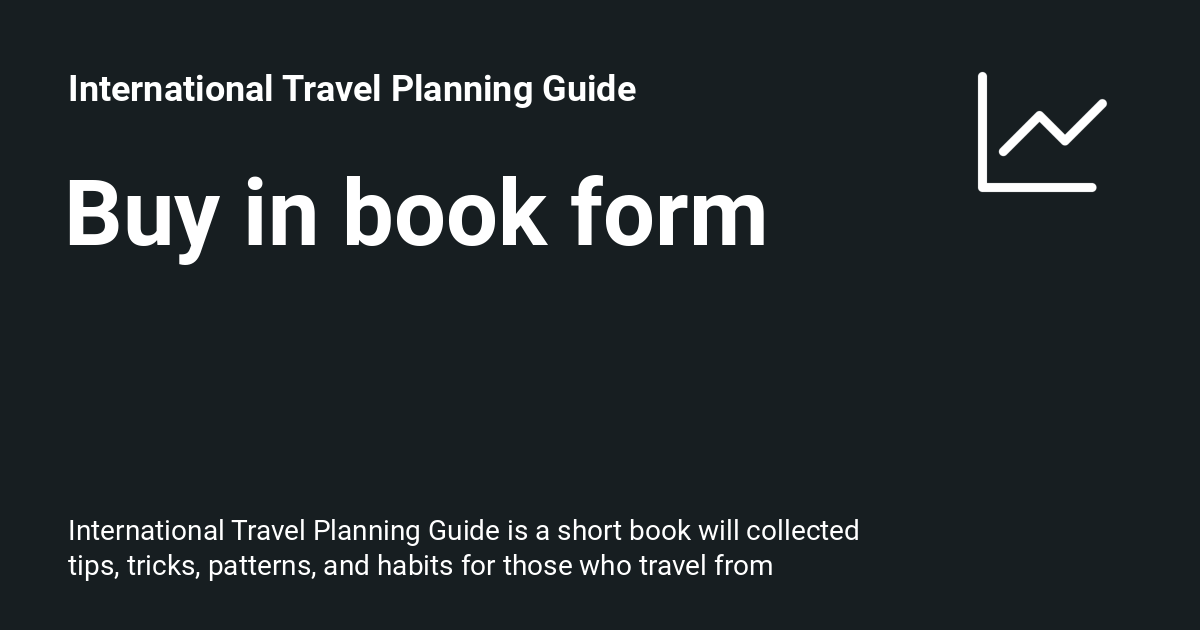 International Travel Planning Guide
Buy in book form
International Travel Planning Guide is a short book will collected
tips, tricks, patterns, and habits for those who travel from